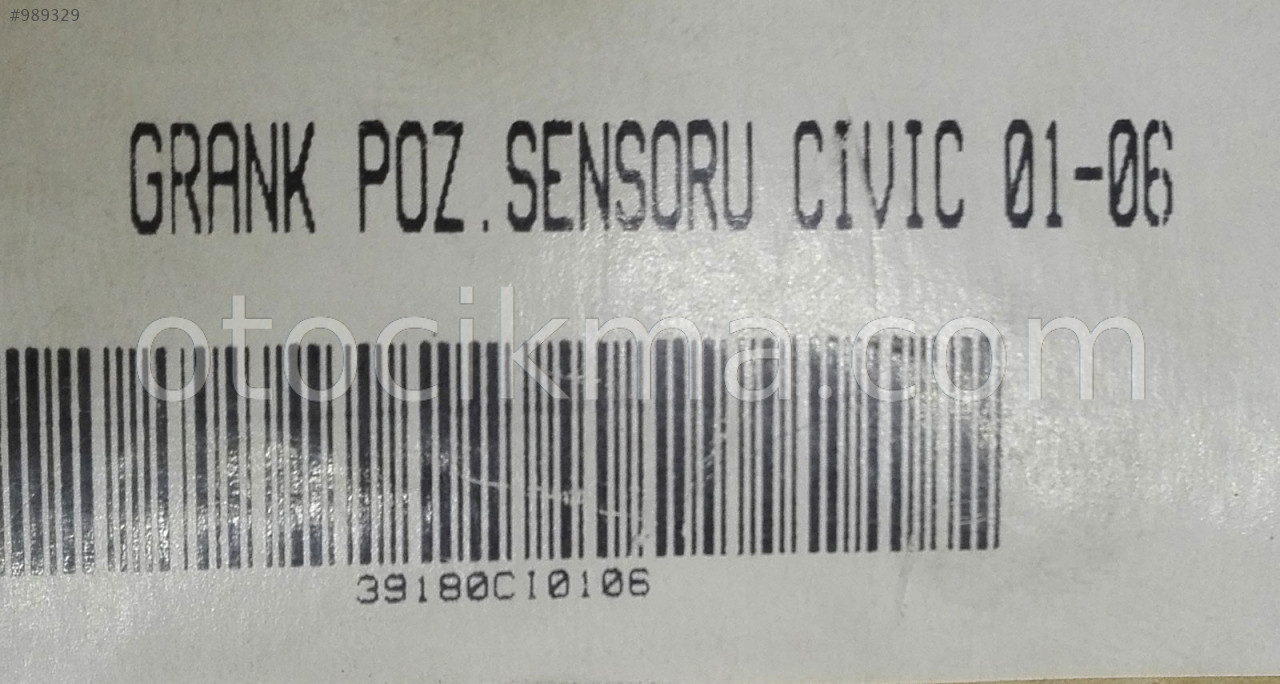 #989329
GRANK POZ.SENSORU CİVIC 01-06
otocikma.com
39180CI0106